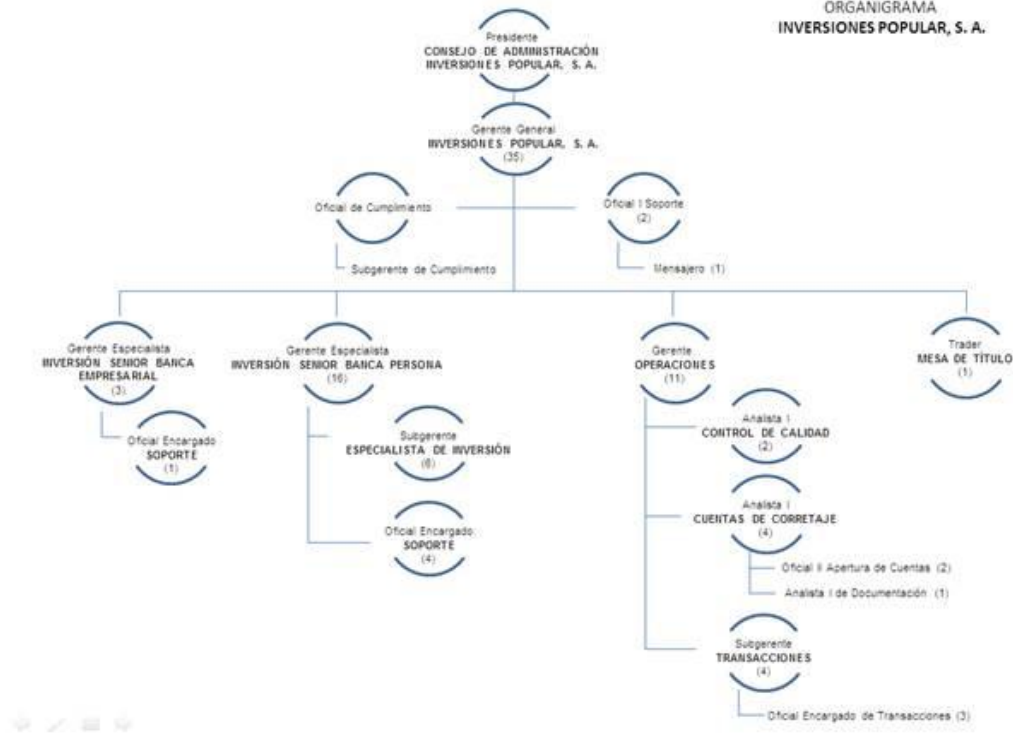 ORGANIGRAMA
INVERSIONES POPULAR, S. A.
Presidente
CONSEJO DE ADMINISTRACIÓN
INVERSIONES POPULAR, S. A.
Gerente General
INVERSIONES POPULAR, S. A.
(35)
Oficial de Cumplimiento
Subgerente de Cumplimiento
Oficial I Soporte
(2)
Mensajero (1)
Gerente Especialista
INVERSIÓN SENIOR BANCA
EMPRESARIAL
(3)
Oficial Encargado
SOPORTE
(1)
Gerente Especialista
INVERSIÓN SENIOR BANCA PERSONA
(16)
Subgerente
ESPECIALISTA DE INVERSIÓN
(6)
Oficial Encargado
SOPORTE
(4)
Gerente
OPERACIONES
(11)
Analista I
CONTROL DE CALIDAD
(2)
Analista I
CUENTAS DE CORRETAJE
(4)
Oficial II Apertura de Cuentas (2)
Analista I de Documentación (1)
Subgerente
TRANSACCIONES
(4)
Oficial Encargado de Transacciones (3)
Trader
MESA DE TÍTULO
(1)